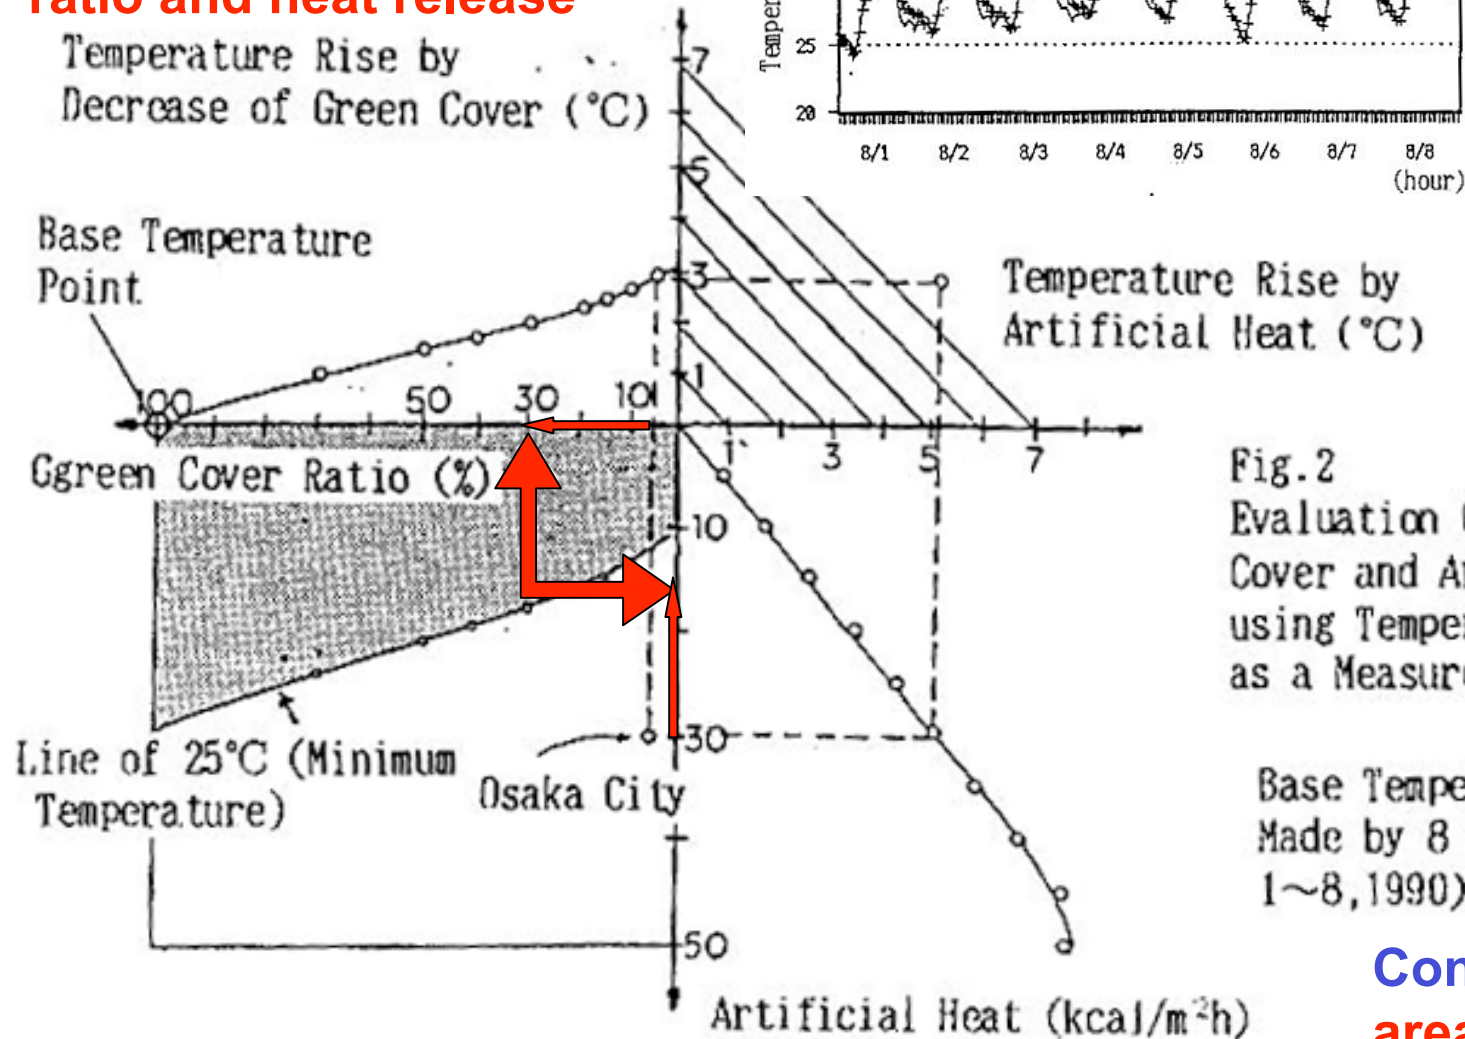 ratio and heat release
Temperature Rise by
Decrease of Green Cover (°C)
7
5
3
1
25
20
8/1 8/2 8/3 8/4 8/5 8/6 8/7 8/8
(hour)
Base Temperature
Point
Temperature Rise by
Artificial Heat (°C)
100 50 30 10
1 3 5 7
Ggreen Cover Ratio (%)
10
30
50
Line of 25°C (Minimum
Temperature)
Osaka City
Artificial Heat (kcal/m²h)
Fig.2
Evaluation
Cover and
using
as a
Base
Made by 8
1~8,1990)